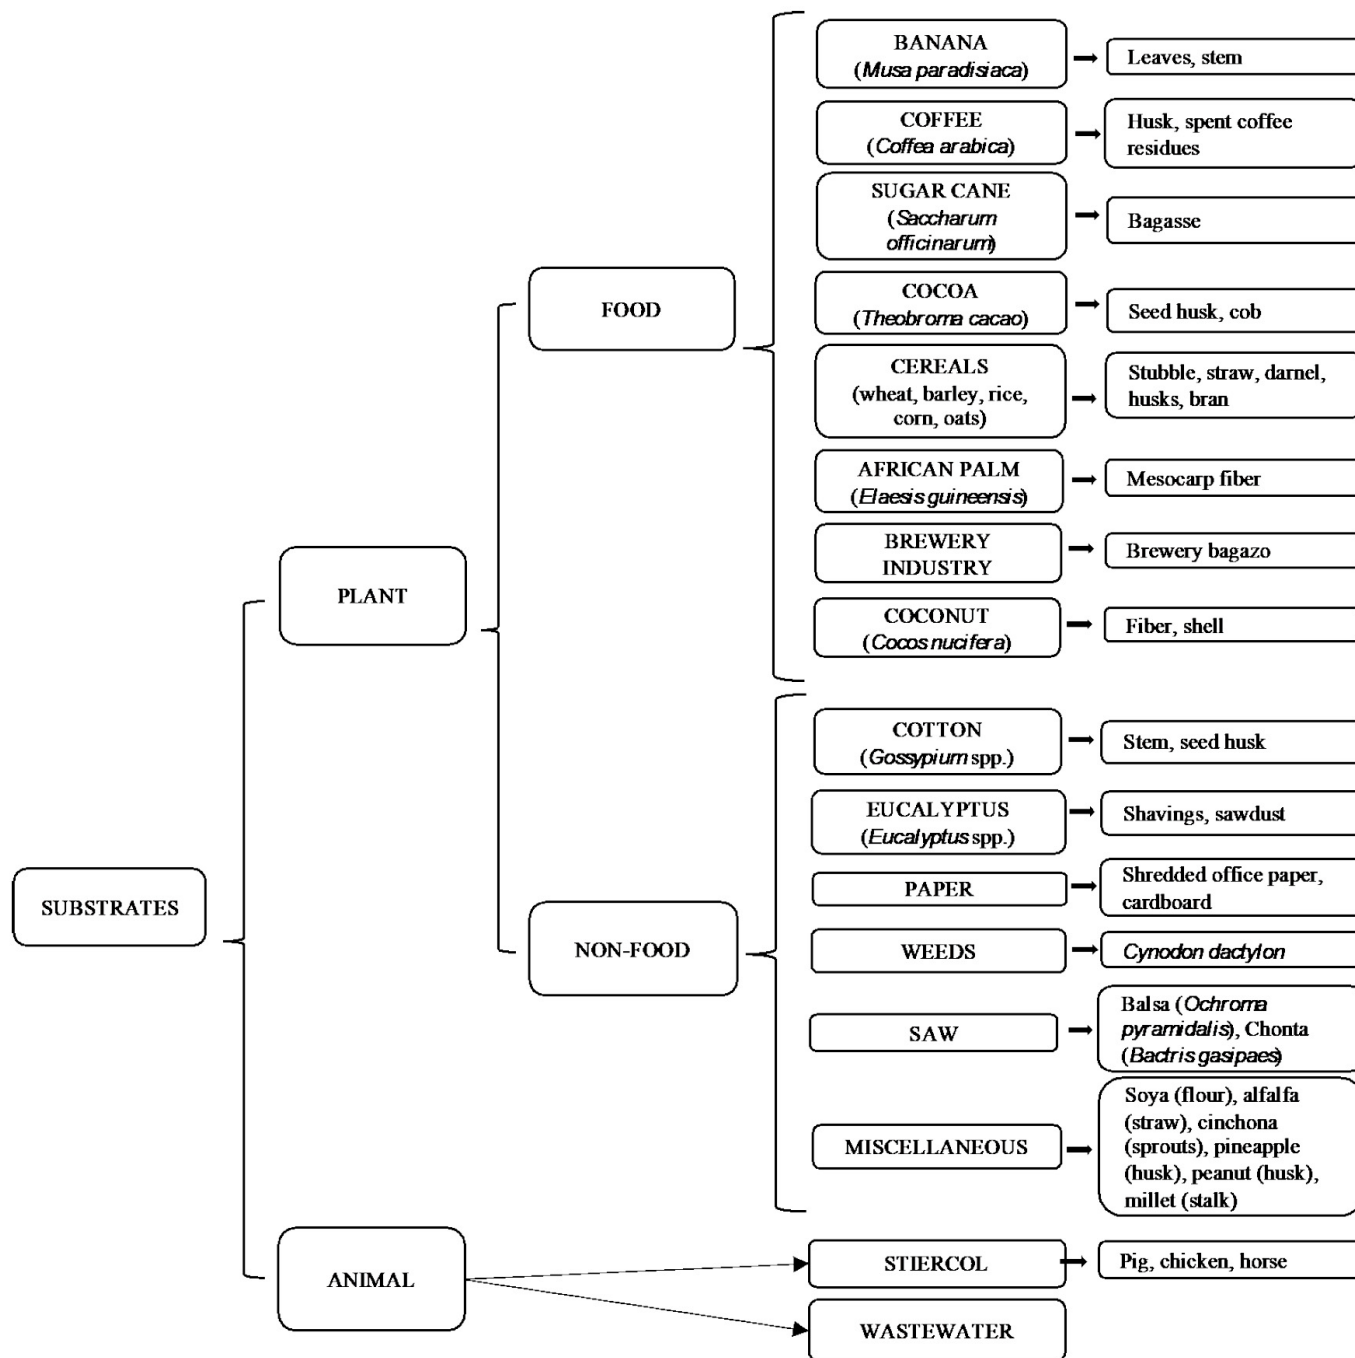 BANANA
(Musa paradisiaca)
Leaves, stem
COFFEE
(Coffea arabica)
Husk, spent coffee
residues
SUGAR CANE
(Saccharum
officinarum)
Bagasse
FOOD
COCOA
(Theobroma cacao)
Seed husk, cob
CEREALS
(wheat, barley, rice,
corn, oats)
Stubble, straw, darnel,
husks, bran
AFRICAN PALM
(Elaesis guineensis)
Mesocarp fiber
BREWERY
INDUSTRY
Brewery bagazo
PLANT
COCONUT
(Cocos nucifera)
Fiber, shell
COTTON
(Gossypium spp.)
Stem, seed husk
EUCALYPTUS
(Eucalyptus spp.)
Shavings, sawdust
SUBSTRATES
PAPER
Shredded office paper,
cardboard
NON-FOOD
WEEDS
Cynodon dactylon
SAW
Balsa (Ochroma
pyramidalis), Chonta
(Bactris gasipaes)
MISCELLANEOUS
Soya (flour), alfalfa
(straw), cinchona
(sprouts), pineapple
(husk), peanut (husk),
millet (stalk)
ANIMAL
STIERCOL
Pig, chicken, horse
WASTEWATER